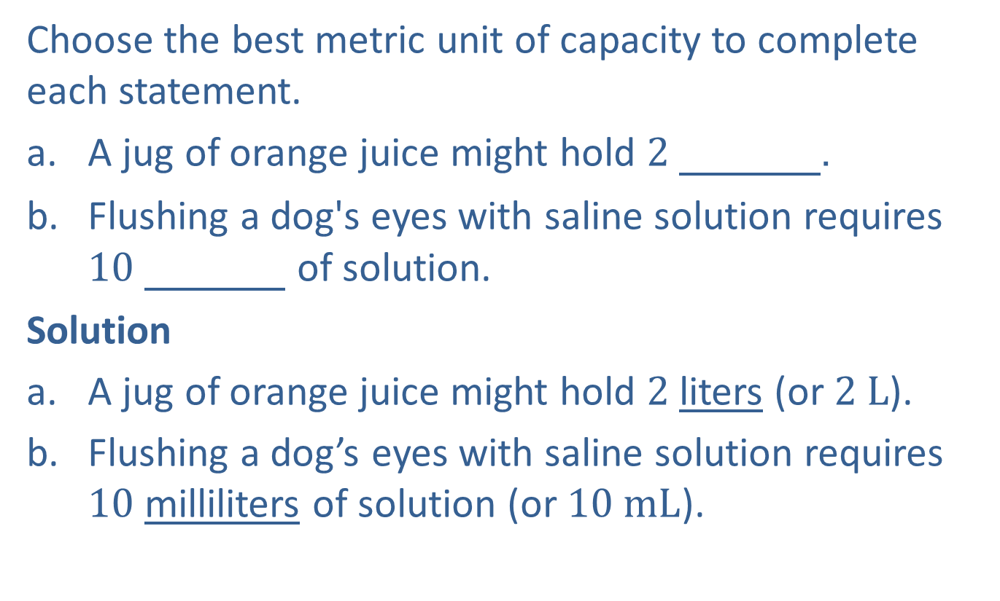 Choose the best metric unit of capacity to complete
each statement.
a. A jug of orange juice might hold 2 _______.
b. Flushing a dog's eyes with saline solution requires
10 _______ of solution.
Solution
a. A jug of orange juice might hold 2 liters (or 2 L).
b. Flushing a dog’s eyes with saline solution requires
10 milliliters of solution (or 10 mL).